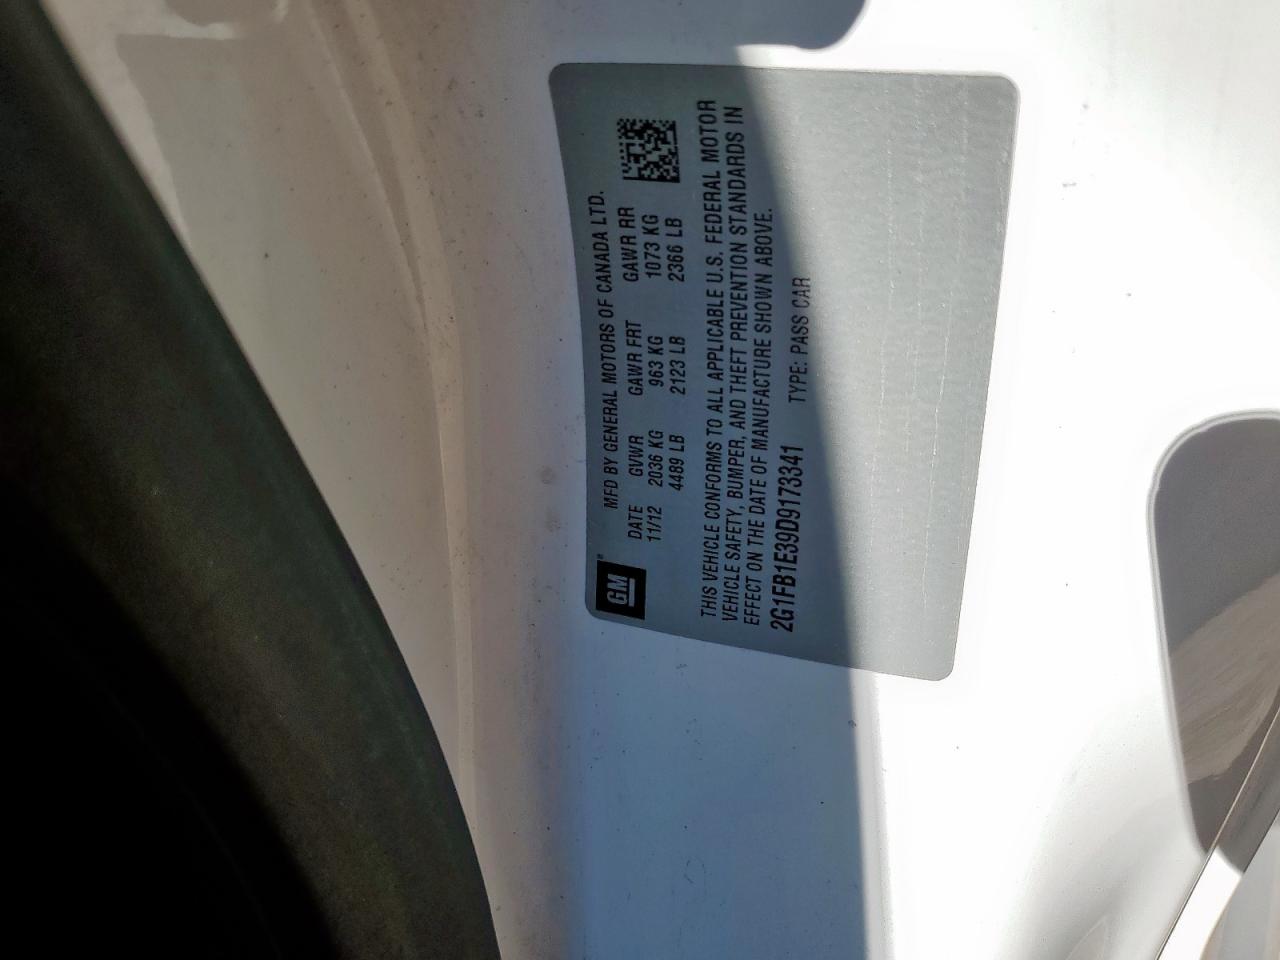 GM®
MFD BY GENERAL MOTORS OF CANADA LTD.
DATE GVWR GAWR FRT GAWR RR
11/12 2036 KG 963 KG 1073 KG
4489 LB 2123 LB 2366 LB
THIS VEHICLE CONFORMS TO ALL APPLICABLE U.S. FEDERAL MOTOR
VEHICLE SAFETY, BUMPER, AND THEFT PREVENTION STANDARDS IN
EFFECT ON THE DATE OF MANUFACTURE SHOWN ABOVE.
2G1FB1E39D9173341 TYPE: PASS CAR